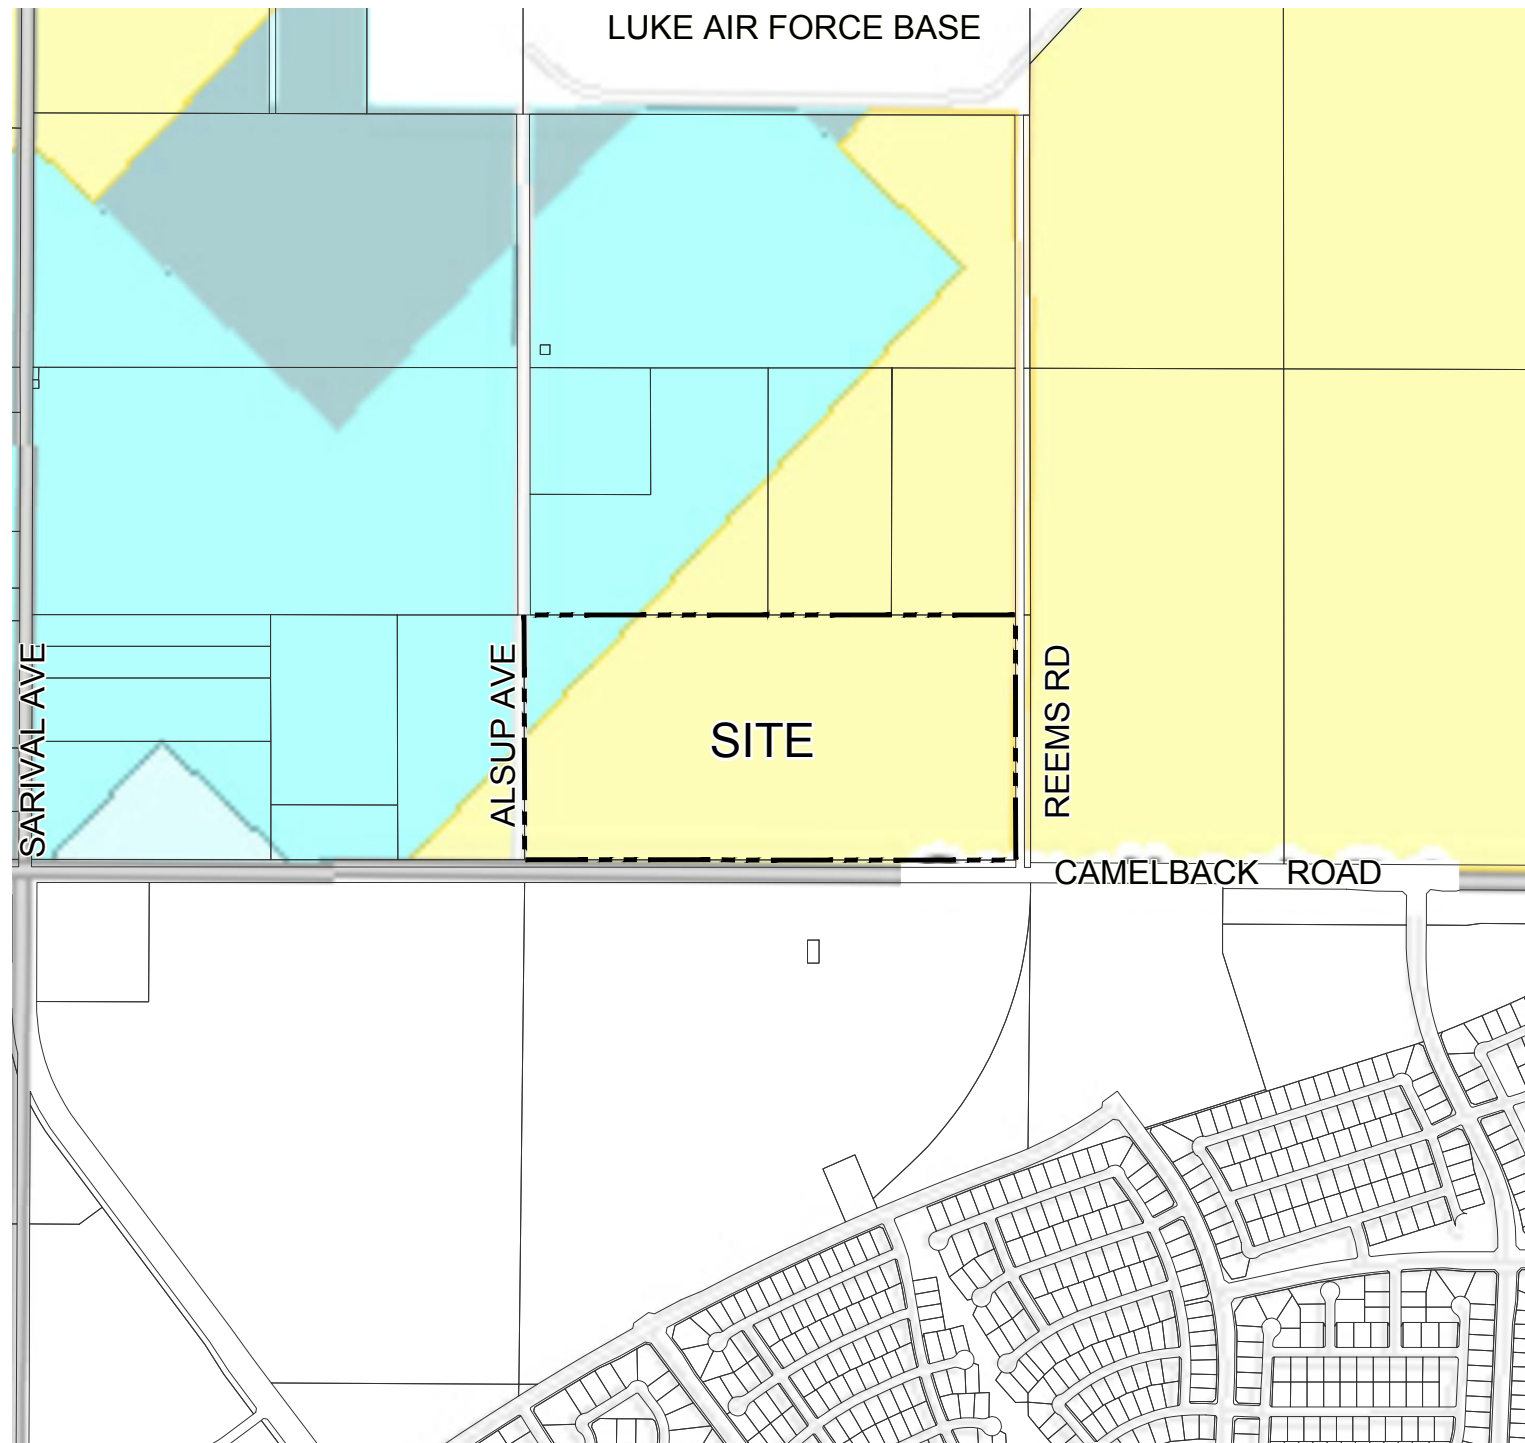 LUKE AIR FORCE BASE
SARIVAL AVE
ALSUP AVE
SITE
REEMS RD
CAMELBACK ROAD